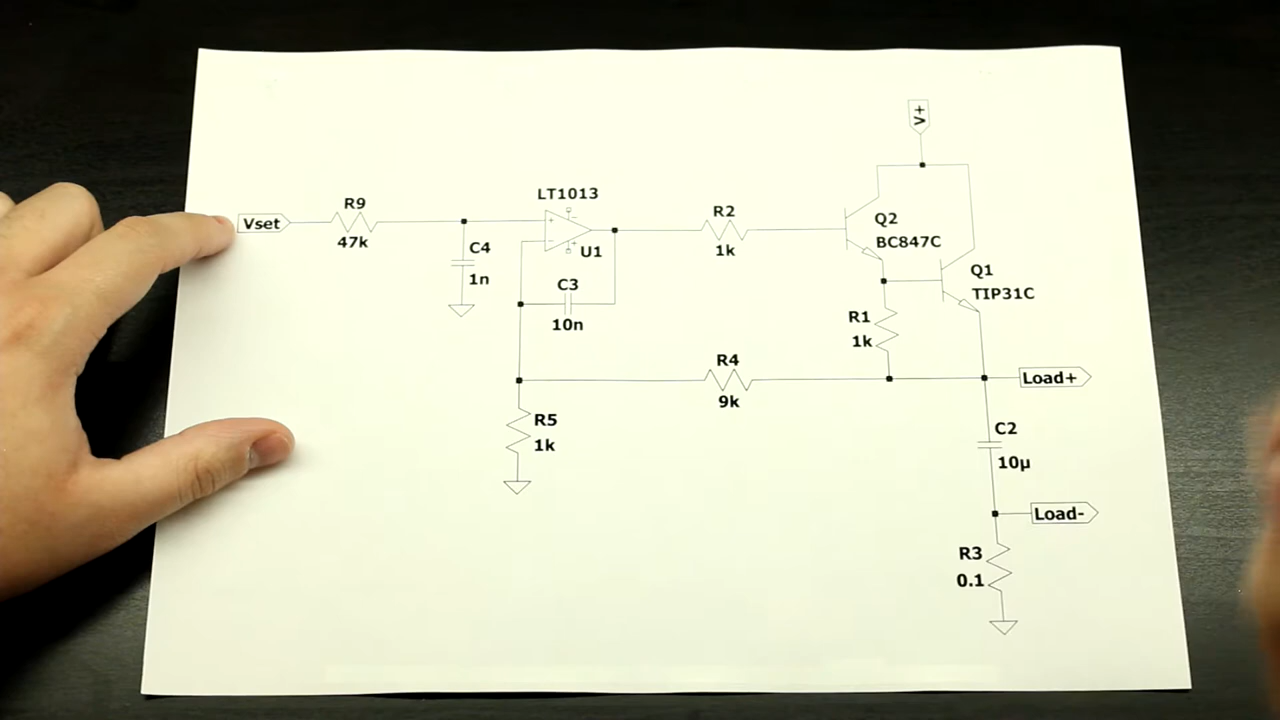 V+
LT1013
R9
Vset
47k
C4
1n
U1
C3
10n
R2
1k
Q2
BC847C
Q1
TIP31C
R1
1k
R4
9k
Load+
R5
1k
C2
10µ
Load-
R3
0.1